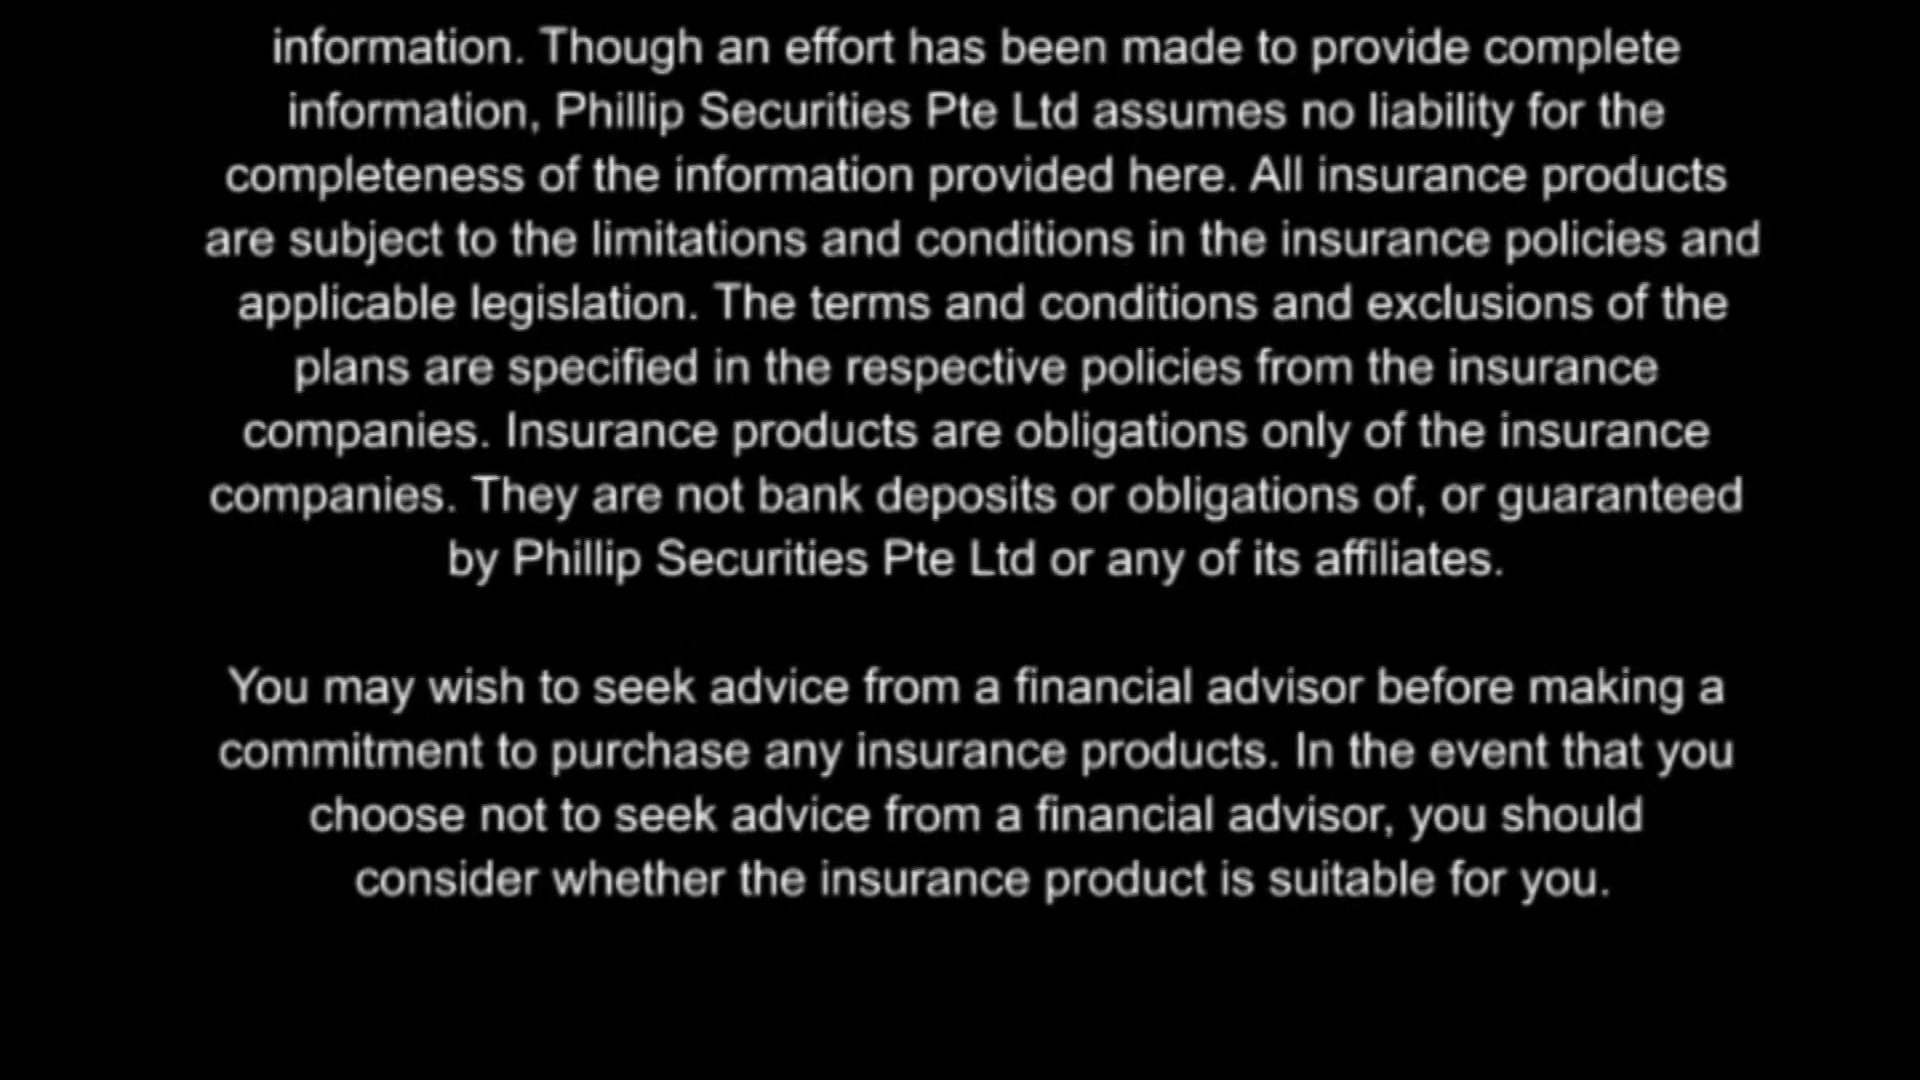 information. Though an effort has been made to provide complete
information, Phillip Securities Pte Ltd assumes no liability for the
completeness of the information provided here. All insurance products
are subject to the limitations and conditions in the insurance policies and
applicable legislation. The terms and conditions and exclusions of the
plans are specified in the respective policies from the insurance
companies. Insurance products are obligations only of the insurance
companies. They are not bank deposits or obligations of, or guaranteed
by Phillip Securities Pte Ltd or any of its affiliates.
You may wish to seek advice from a financial advisor before making a
commitment to purchase any insurance products. In the event that you
choose not to seek advice from a financial advisor, you should
consider whether the insurance product is suitable for you.